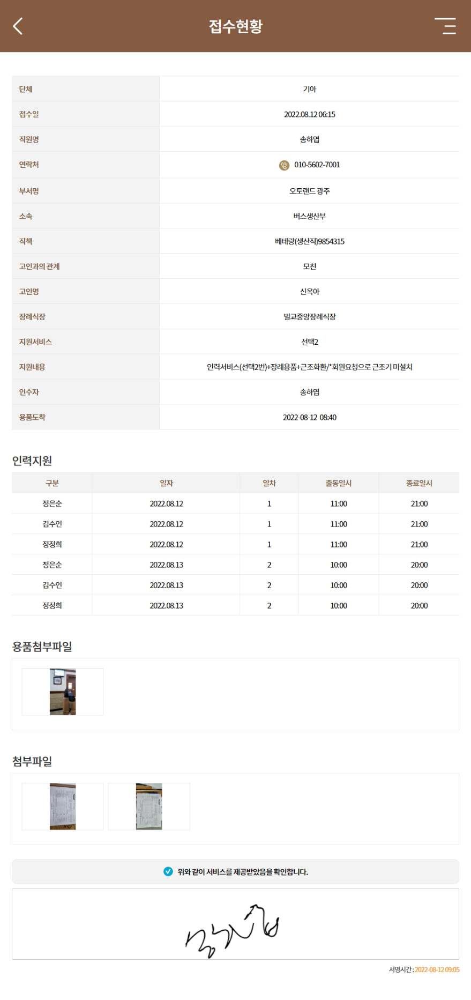 접수현황
단체 기아
접수일 2022.08.12 06:15
직원명 송하엽
연락처 010-5602-7001
부서명 오토랜드 광주
소속 버스생산부
직책 베테랑(생산직)9854315
고인과의 관계 모친
고인명 신옥아
장례식장 벌교중앙장례식장
지원서비스 선택2
지원내용 인력서비스(선택2번)+장례용품+근조화환/*회원요청으로 근조기 미설치
인수자 송하엽
용품도착 2022-08-12 08:40
인력지원
구분 일자 일차 출동일시 종료일시
정은순 2022.08.12 1 11:00 21:00
김수인 2022.08.12 1 11:00 21:00
정정희 2022.08.12 1 11:00 21:00
정은순 2022.08.13 2 10:00 20:00
김수인 2022.08.13 2 10:00 20:00
정정희 2022.08.13 2 10:00 20:00
용품첨부파일
첨부파일
위와 같이 서비스를 제공받았음을 확인합니다.
서명시간 : 2022-08-12 09:05